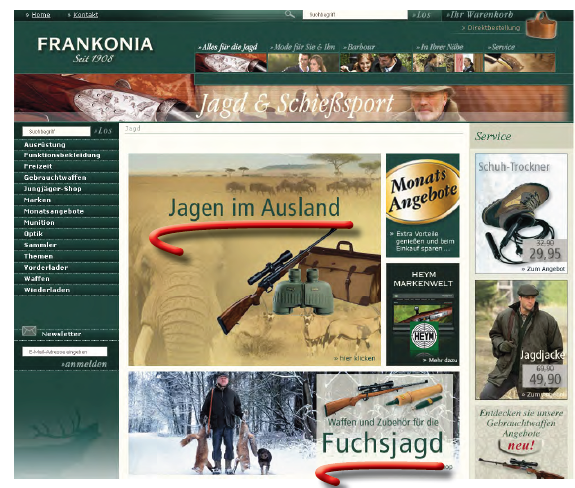 » Home
» Kontakt
Suchbegriff
»Los
»Ihr Warenkorb
» Direktbestellung
FRANKONIA
Seit 1908
»Alles für die Jagd
»Mode für Sie & Ihn
»Barbour
»In Ihrer Nähe
»Service
Jagd & Schießsport
Suchbegriff
»Los
Ausrüstung
Funktionsbekleidung
Freizeit
Gebrauchtwaffen
Jungjäger-Shop
Marken
Monatsangebote
Munition
Optik
Sammler
Themen
Vorderlader
Waffen
Wiederladen
Newsletter
E-Mail-Adresse eingeben
»anmelden
Jagd
Jagen im Ausland
» hier klicken
Monats
Angebote
» Extra Vorteile
genießen und beim
Einkauf sparen ...
HEYM
MARKENWELT
HEYM
» Mehr dazu
Waffen und Zubehör für die
Fuchsjagd
Service
Schuh-Trockner
32,90
29,95
» Zum Angebot
Jagdjacke
69,90
49,90
Entdecken sie unsere
Gebrauchtwaffen
Angebote
neu!